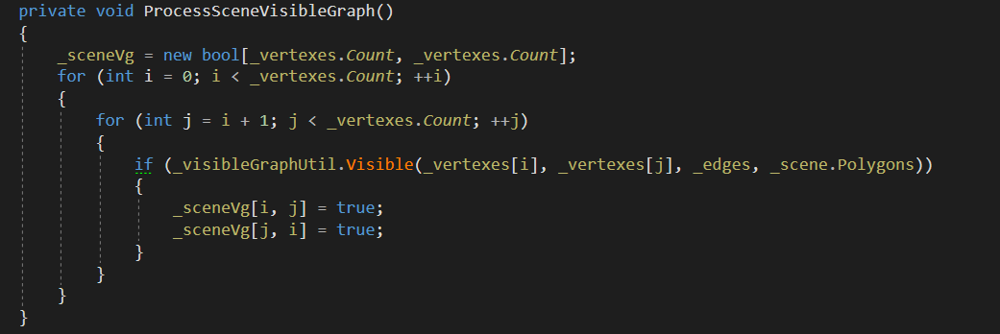 private void ProcessSceneVisibleGraph()
{
    _sceneVg = new bool[_vertexes.Count, _vertexes.Count];
    for (int i = 0; i < _vertexes.Count; ++i)
    {
        for (int j = i + 1; j < _vertexes.Count; ++j)
        {
            if (_visibleGraphUtil.Visible(_vertexes[i], _vertexes[j], _edges, _scene.Polygons))
            {
                _sceneVg[i, j] = true;
                _sceneVg[j, i] = true;
            }
        }
    }
}